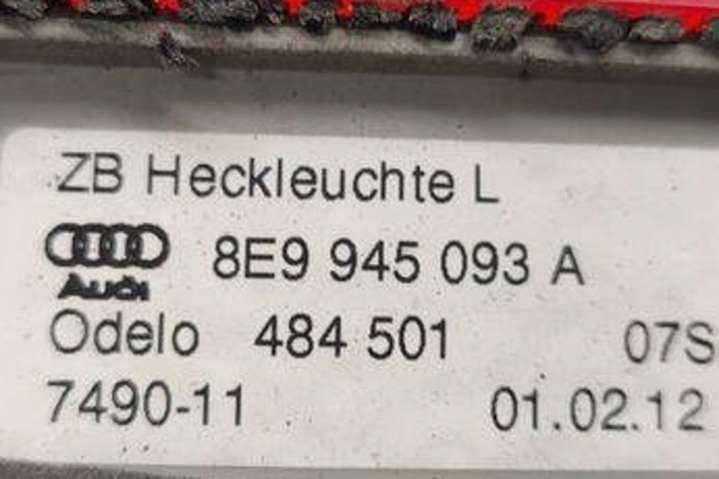 ZB Heckleuchte L
8E9 945 093 A
Audi
Odelo 484 501 07S
7490-11 01.02.12